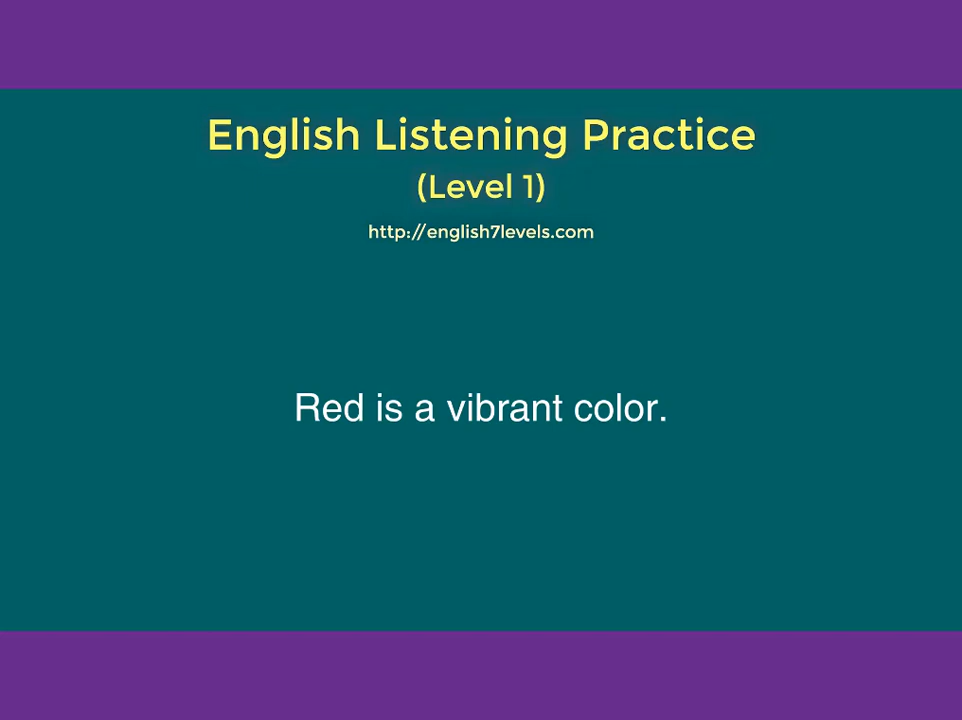 English Listening Practice
(Level 1)
http://english7levels.com
Red is a vibrant color.